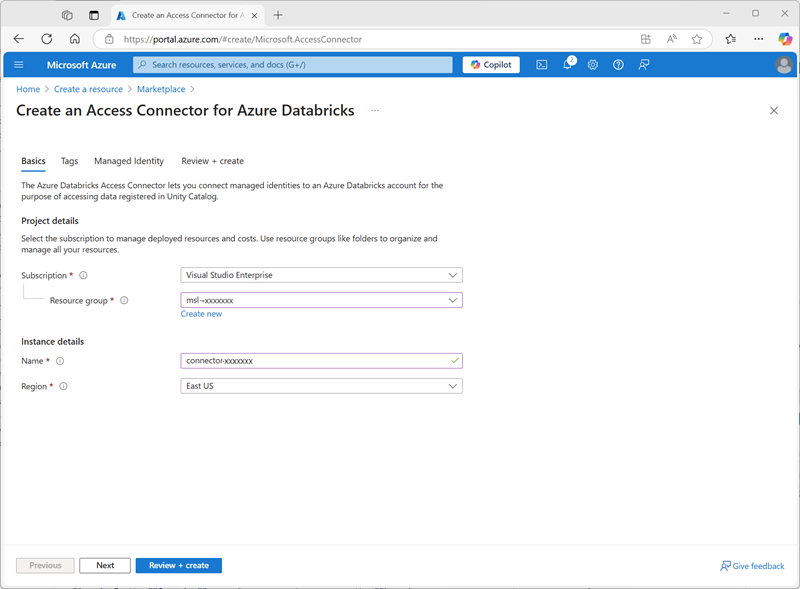 Create an Access Connector for A
https://portal.azure.com/#create/Microsoft.AccessConnector
Microsoft Azure
Search resources, services, and docs (G+/)
Copilot
2
Home > Create a resource > Marketplace >
Create an Access Connector for Azure Databricks ...
Basics Tags Managed Identity Review + create
The Azure Databricks Access Connector lets you connect managed identities to an Azure Databricks account for the
purpose of accessing data registered in Unity Catalog.
Project details
Select the subscription to manage deployed resources and costs. Use resource groups like folders to organize and
manage all your resources.
Subscription * Visual Studio Enterprise
Resource group * msl-xxxxxxx
Create new
Instance details
Name * connector-xxxxxxx
Region * East US
Previous Next Review + create Give feedback